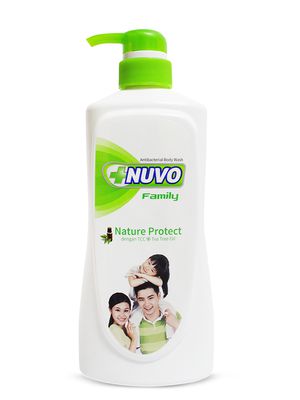 Antibacterial Body Wash
NUVO
Family
Nature Protect
dengan TCC & Tea Tree Oil